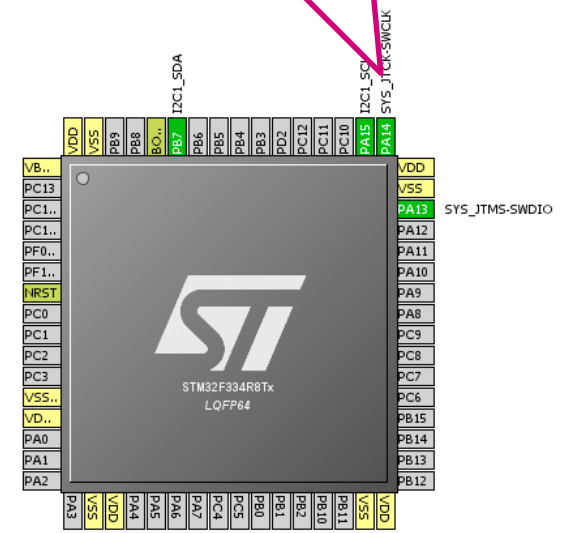 I2C1_SDA
I2C1_SCL
SYS_JTCK-SWCLK
VDD
VSS
PB9
PB8
BO..
PB7
PB6
PB5
PB4
PB3
PD2
PC12
PC11
PC10
PA15
PA14
VB..
PC13
PC1..
PC1..
PF0..
PF1..
NRST
PC0
PC1
PC2
PC3
VSS..
VD..
PA0
PA1
PA2
STM32F334R8Tx
LQFP64
VDD
VSS
PA13 SYS_JTMS-SWDIO
PA12
PA11
PA10
PA9
PA8
PC9
PC8
PC7
PC6
PB15
PB14
PB13
PB12
PA3
VSS
VDD
PA4
PA5
PA6
PA7
PC4
PC5
PB0
PB1
PB2
PB10
PB11
VSS
VDD